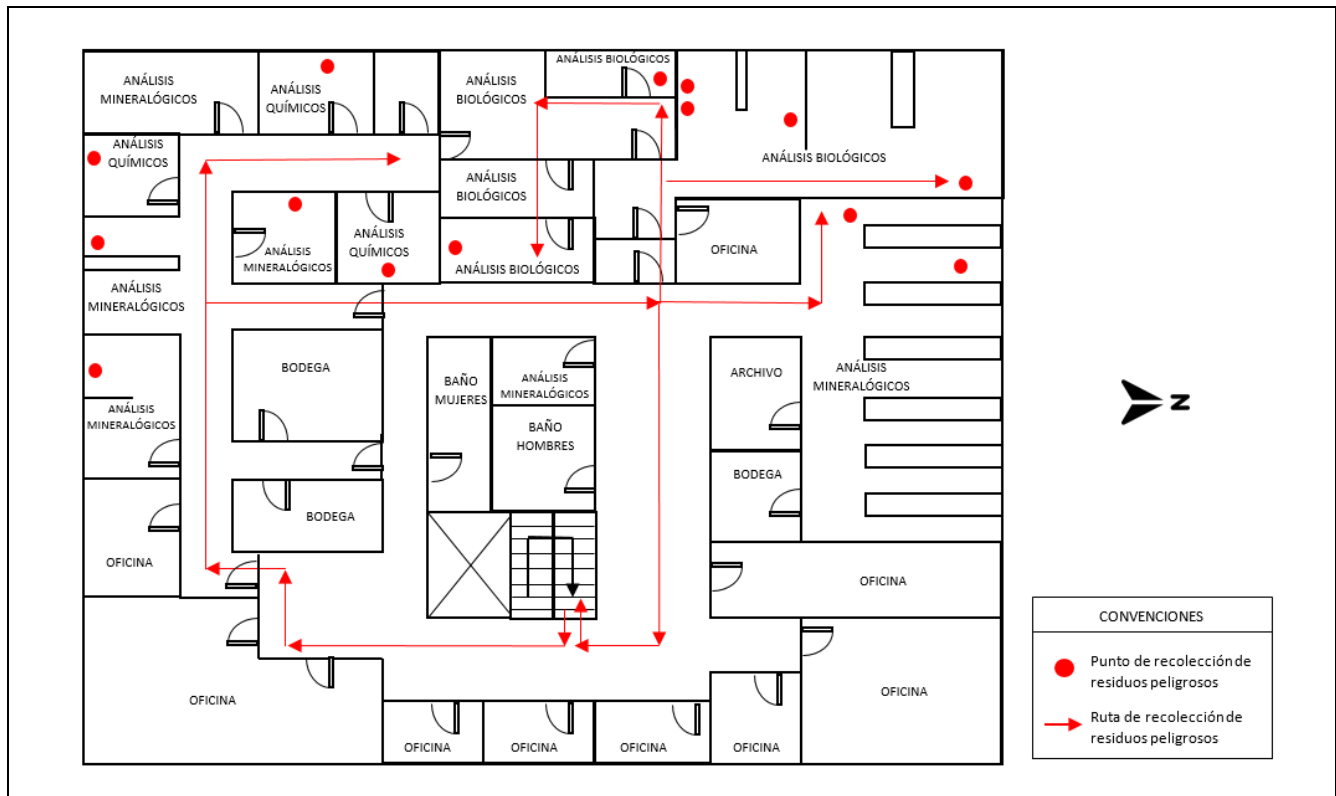 ANÁLISIS
MINERALÓGICOS
ANÁLISIS
QUÍMICOS
ANÁLISIS
BIOLÓGICOS
ANÁLISIS BIOLÓGICOS
ANÁLISIS BIOLÓGICOS
ANÁLISIS
QUÍMICOS
ANÁLISIS
BIOLÓGICOS
ANÁLISIS
MINERALÓGICOS
ANÁLISIS
QUÍMICOS
ANÁLISIS BIOLÓGICOS
OFICINA
ANÁLISIS
MINERALÓGICOS
BODEGA
BAÑO
MUJERES
ANÁLISIS
MINERALÓGICOS
ARCHIVO
ANÁLISIS
MINERALÓGICOS
ANÁLISIS
MINERALÓGICOS
BAÑO
HOMBRES
BODEGA
BODEGA
OFICINA
OFICINA
OFICINA
OFICINA
OFICINA
OFICINA
OFICINA
OFICINA
OFICINA
N
CONVENCIONES
Punto de recolección de
residuos peligrosos
Ruta de recolección de
residuos peligrosos